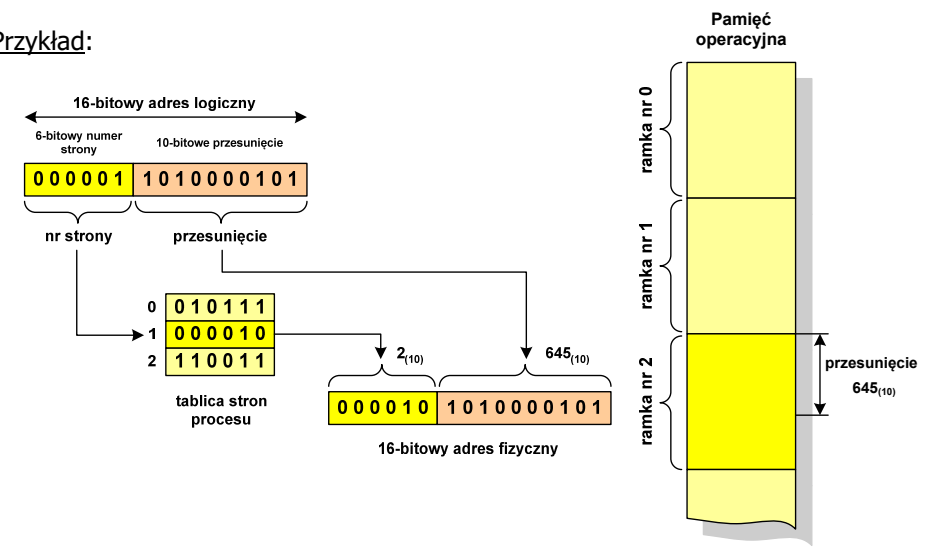 Przykład:
16-bitowy adres logiczny
6-bitowy numer
strony
10-bitowe przesunięcie
0 0 0 0 0 1 1 0 1 0 0 0 0 1 0 1
nr strony
przesunięcie
0 0 1 0 1 1 1
1 0 0 0 0 1 0
2 1 1 0 0 1 1
tablica stron
procesu
2(10)
645(10)
0 0 0 0 1 0 1 0 1 0 0 0 0 1 0 1
16-bitowy adres fizyczny
Pamięć
operacyjna
ramka nr 0
ramka nr 1
ramka nr 2
przesunięcie
645(10)